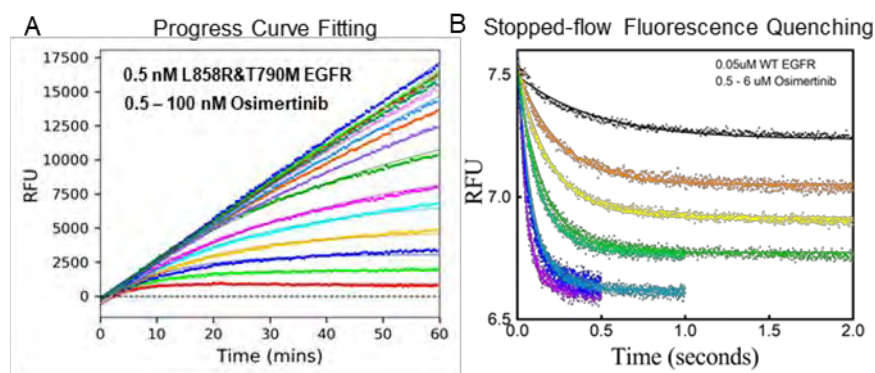 A Progress Curve Fitting
17500
15000
12500
10000
7500
5000
2500
0
RFU
0.5 nM L858R&T790M EGFR
0.5 – 100 nM Osimertinib
0 10 20 30 40 50 60
Time (mins)
B Stopped-flow Fluorescence Quenching
7.5
7.0
6.5
RFU
0.05uM WT EGFR
0.5 - 6 uM Osimertinib
0.0 0.5 1.0 1.5 2.0
Time (seconds)